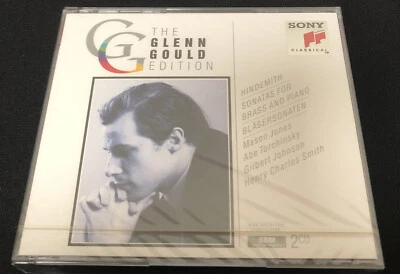 GG
THE
GLENN
GOULD
EDITION
SONY
CLASSICAL
HINDEMITH
SONATAS FOR
BRASS AND PIANO
BLÄSERSONATEN
Mason Jones
Abe Torchinsky
Gilbert Johnson
Henry Charles Smith
2CD